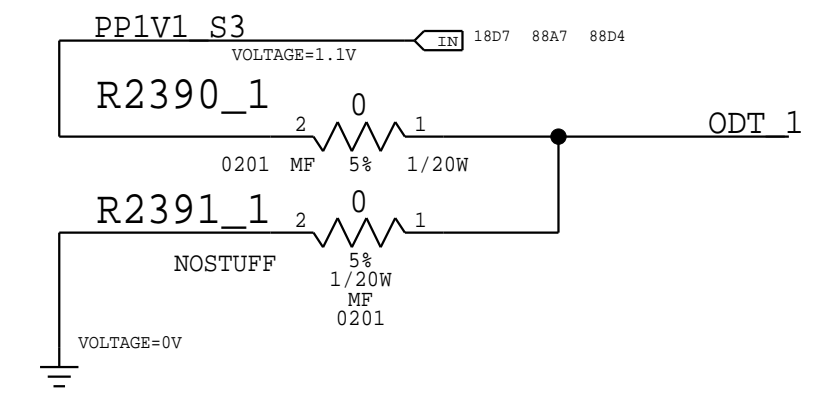 PP1V1_S3
IN 18D7 88A7 88D4
VOLTAGE=1.1V
R2390_1
0
2 1
ODT_1
0201 MF 5% 1/20W
R2391_1
0
2 1
NOSTUFF
5%
1/20W
MF
0201
VOLTAGE=0V